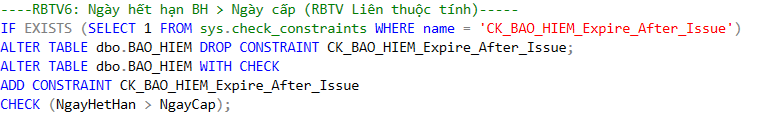 ----RBTV6: Ngày hết hạn BH > Ngày cấp (RBTV Liên thuộc tính)-----
IF EXISTS (SELECT 1 FROM sys.check_constraints WHERE name = 'CK_BAO_HIEM_Expire_After_Issue')
ALTER TABLE dbo.BAO_HIEM DROP CONSTRAINT CK_BAO_HIEM_Expire_After_Issue;
ALTER TABLE dbo.BAO_HIEM WITH CHECK
ADD CONSTRAINT CK_BAO_HIEM_Expire_After_Issue
CHECK (NgayHetHan > NgayCap);